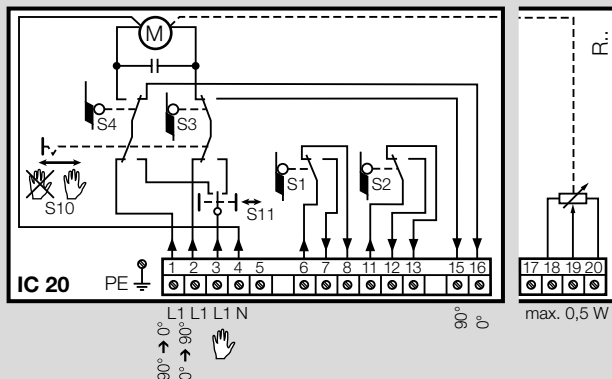 M
R..
S4
S3
S1
S2
S10
S11
IC 20
PE
1 2 3 4 5 6 7 8 11 12 13 15 16
17 18 19 20
L1 L1 L1 N
max. 0,5 W
90° → 0°
0° → 90°
90°
0°